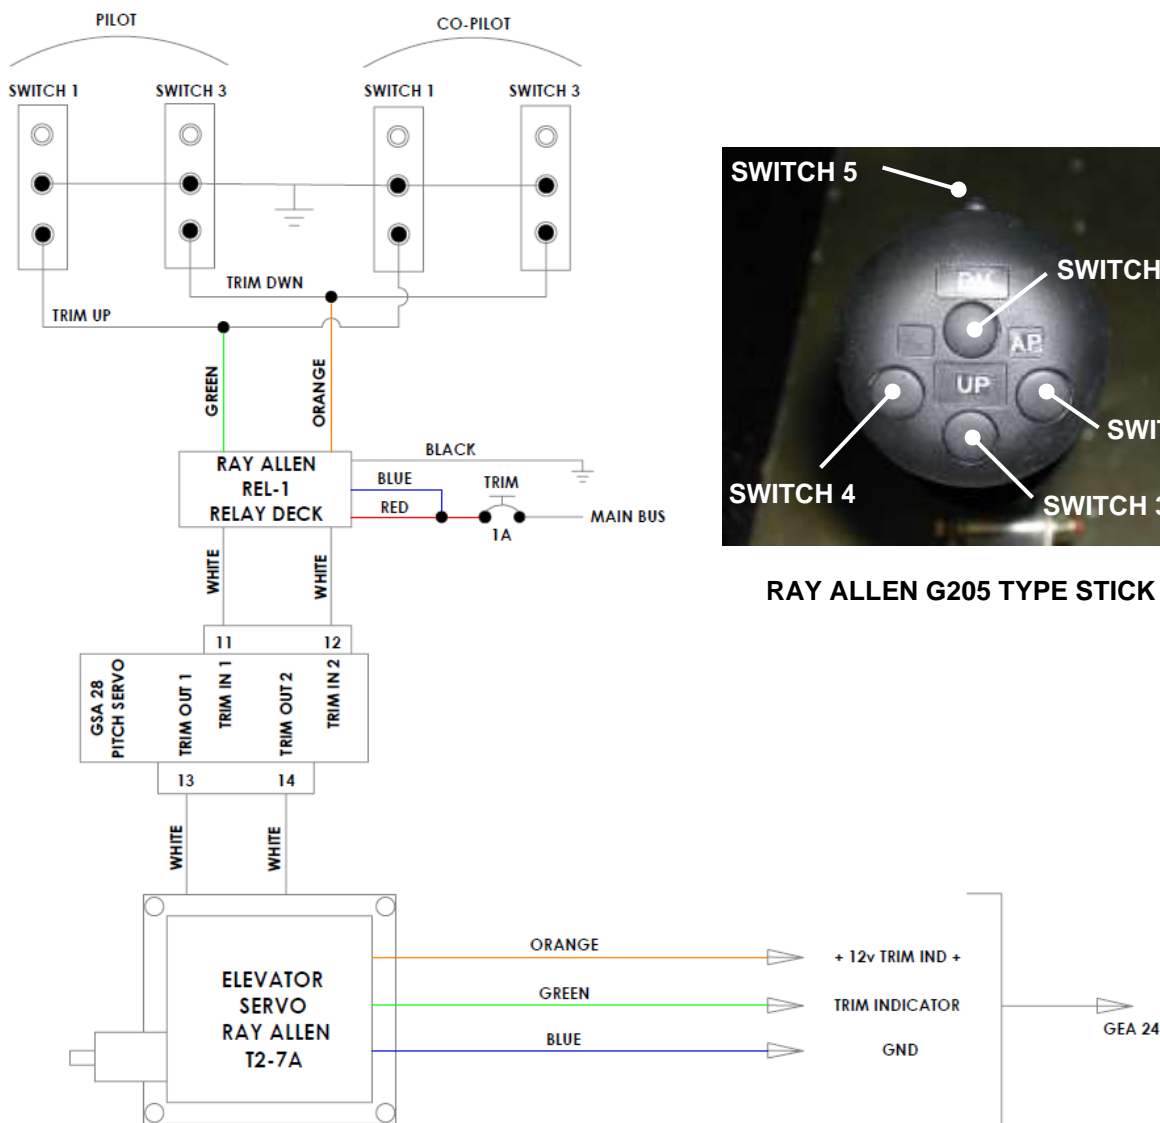 PILOT
CO-PILOT
SWITCH 1
SWITCH 3
SWITCH 1
SWITCH 3
TRIM DWN
TRIM UP
GREEN
ORANGE
RAY ALLEN
REL-1
RELAY DECK
BLACK
BLUE
RED
TRIM
1A
MAIN BUS
WHITE
WHITE
11
12
GSA 28
PITCH SERVO
TRIM OUT 1
TRIM IN 1
TRIM OUT 2
TRIM IN 2
13
14
WHITE
WHITE
ELEVATOR
SERVO
RAY ALLEN
T2-7A
ORANGE
+ 12v TRIM IND +
GREEN
TRIM INDICATOR
BLUE
GND
GEA 24
SWITCH 5
SWITCH
AP
UP
SWITCH 4
SWITCH 3
RAY ALLEN G205 TYPE STICK